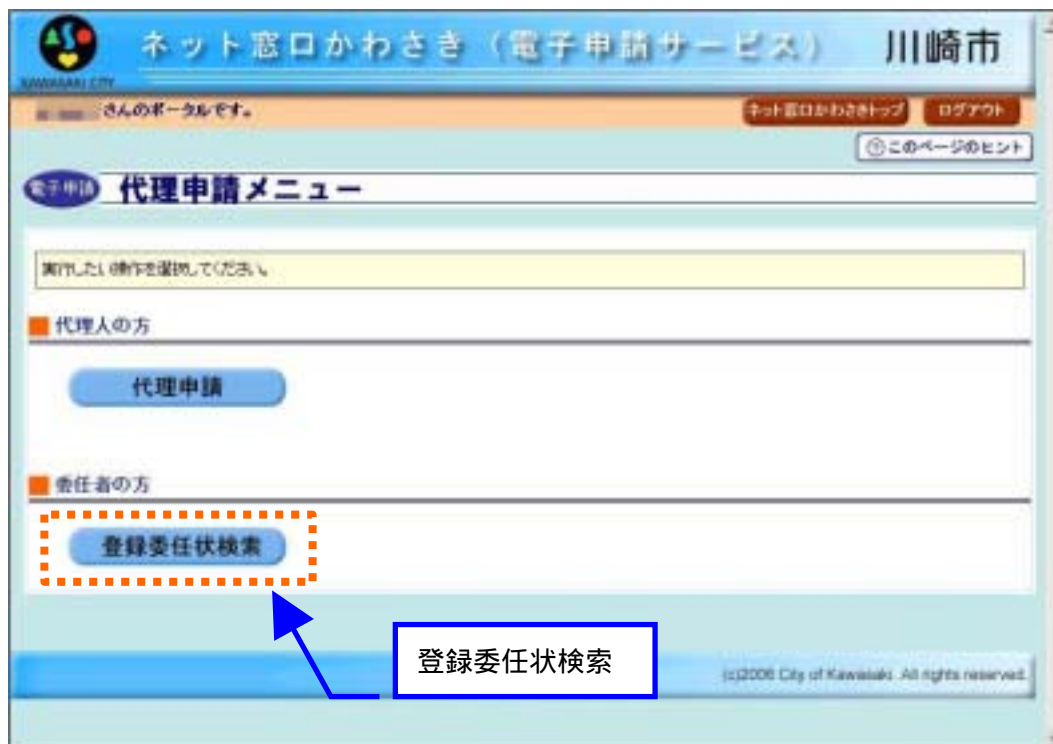 ネット窓口かわさき（電子申請サービス） 川崎市
KAWASAKI CITY
さんのポータルです。 ネット窓口かわさきトップ ログアウト
?このページのヒント
電子申請 代理申請メニュー
実行したい操作を選択してください。
代理人の方
代理申請
委任者の方
登録委任状検索
登録委任状検索
(c)2006 City of Kawasaki. All rights reserved.